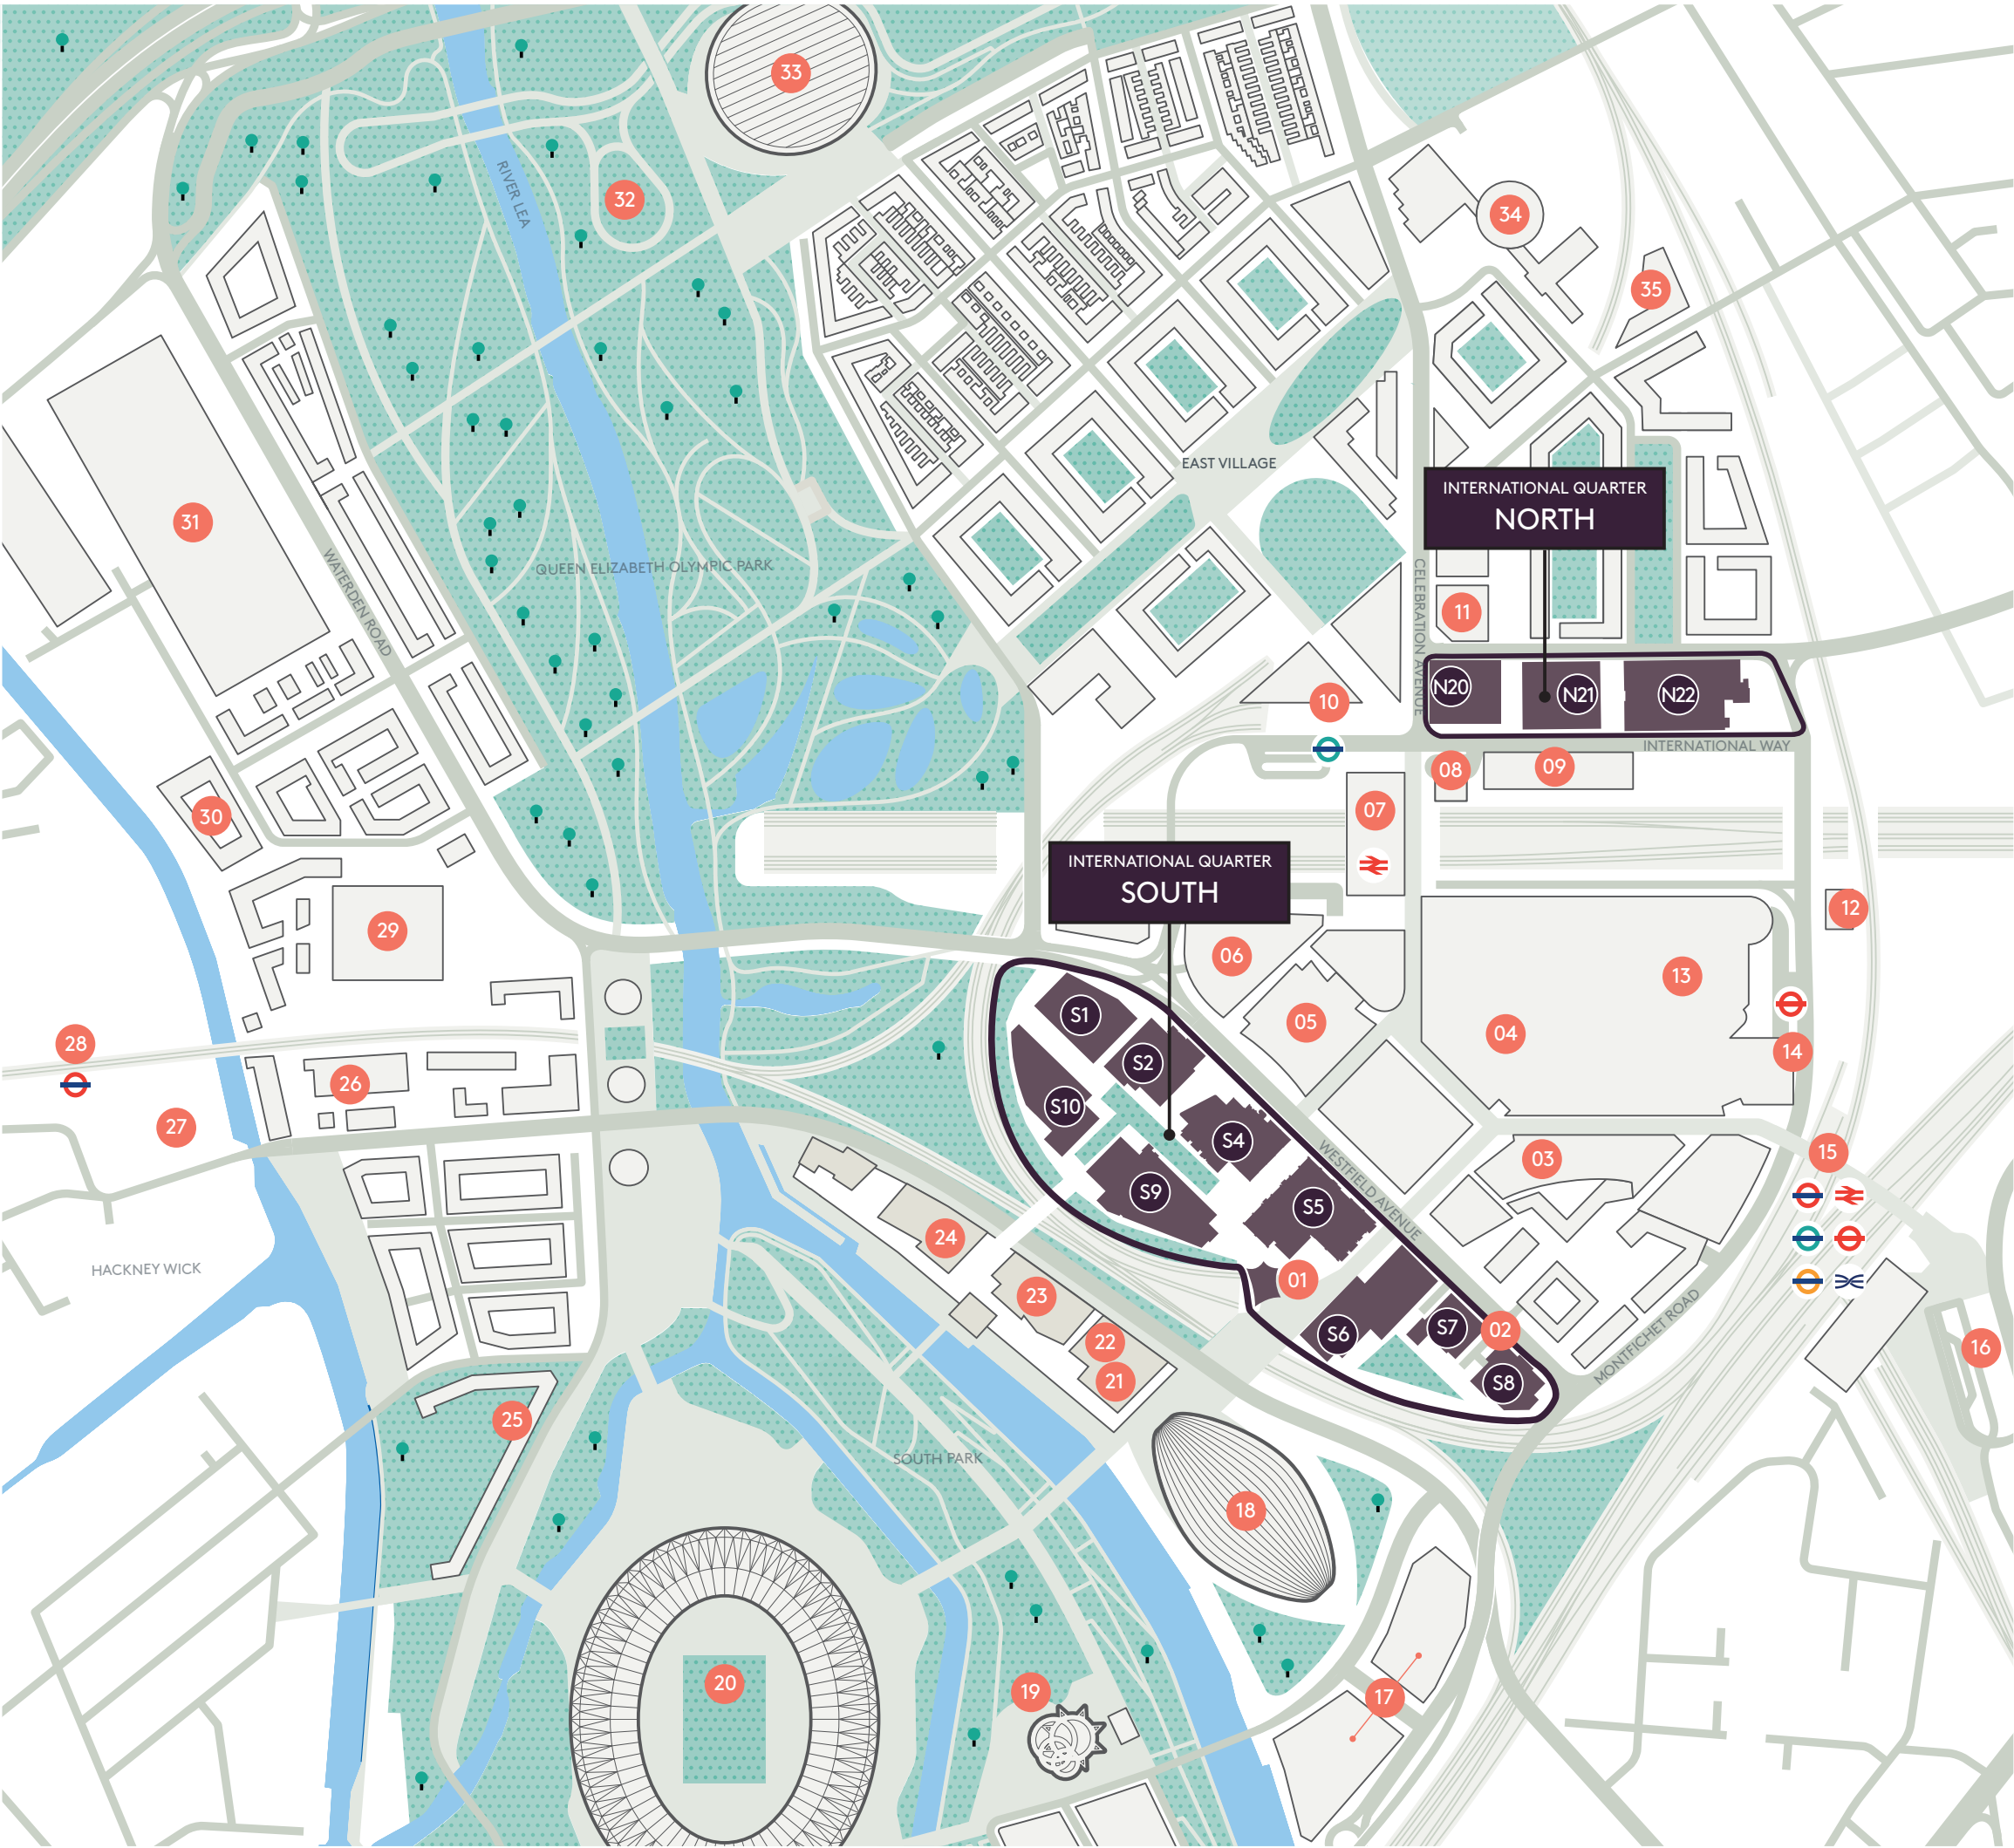 33
RIVER LEA
32
34
35
EAST VILLAGE
INTERNATIONAL QUARTER
NORTH
31
WATERDEN ROAD
QUEEN ELIZABETH OLYMPIC PARK
CELEBRATION AVENUE
11
N20
N21
N22
10
INTERNATIONAL WAY
08
09
07
30
INTERNATIONAL QUARTER
SOUTH
12
29
06
13
S1
05
04
28
S2
14
26
S10
27
S4
WESTFIELD AVENUE
03
15
S9
S5
24
HACKNEY WICK
01
23
S6
S7
02
22
MONTFICHET ROAD
16
21
S8
25
SOUTH PARK
18
20
19
17